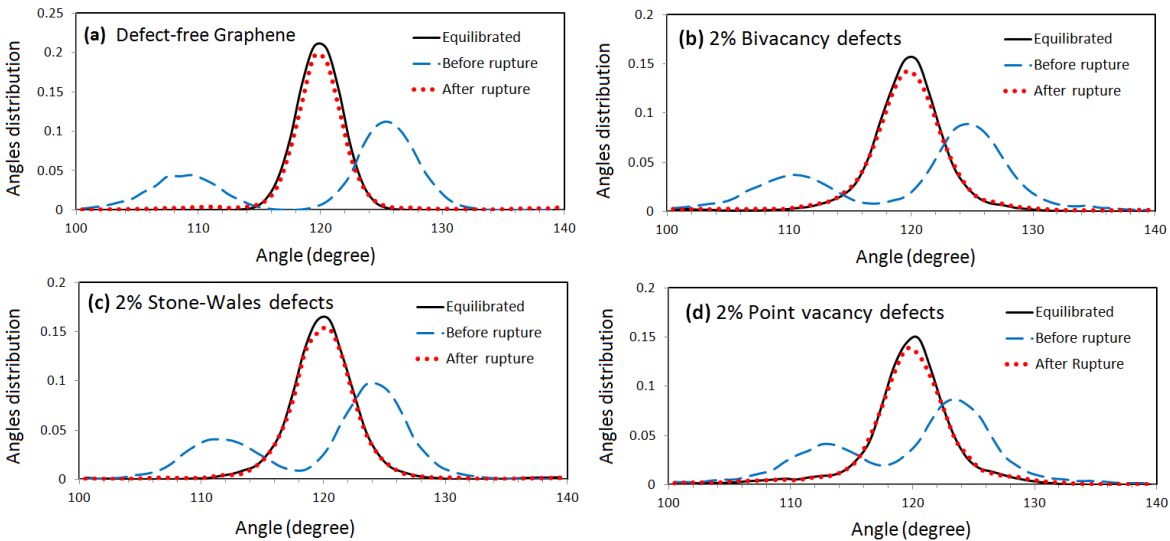 (a) Defect-free Graphene
Equilibrated
Before rupture
After rupture
Angles distribution
0.25
0.2
0.15
0.1
0.05
0
100
110
120
130
140
Angle (degree)
(b) 2% Bivacancy defects
Equilibrated
Before rupture
After rupture
Angles distribution
0.2
0.15
0.1
0.05
0
100
110
120
130
140
Angle (degree)
(c) 2% Stone-Wales defects
Equilibrated
Before rupture
After rupture
Angles distribution
0.2
0.15
0.1
0.05
0
100
110
120
130
140
Angle (degree)
(d) 2% Point vacancy defects
Equilibrated
Before rupture
After Rupture
Angles distribution
0.2
0.15
0.1
0.05
0
100
110
120
130
140
Angle (degree)